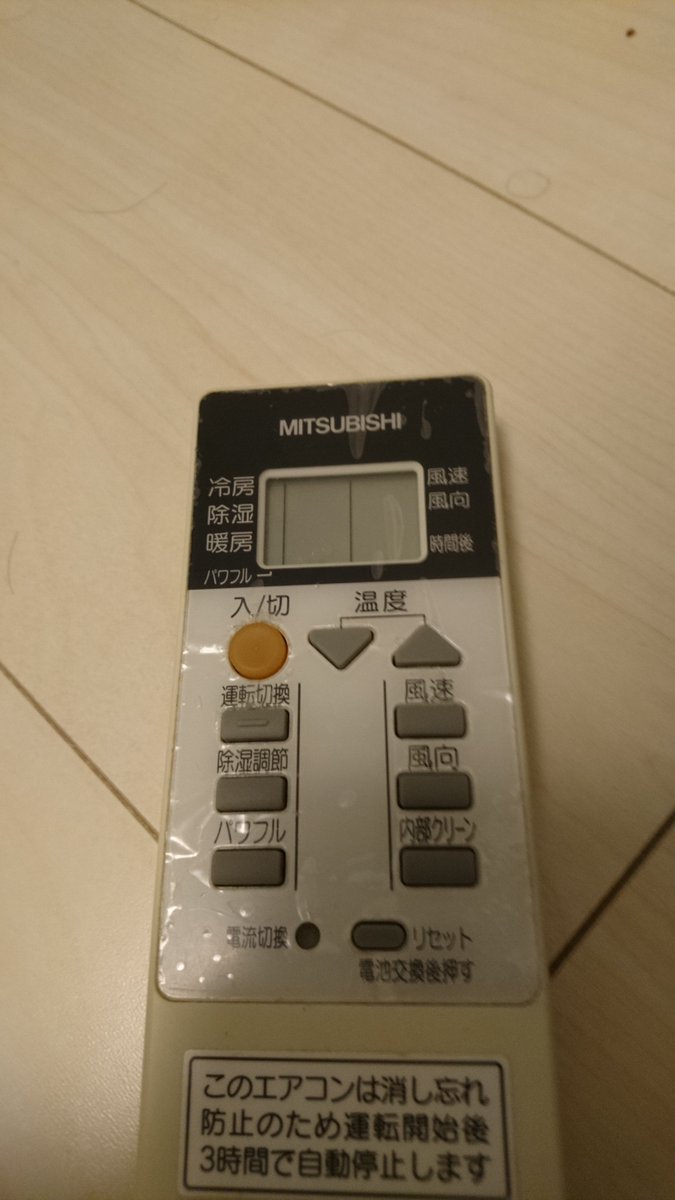 MITSUBISHI
冷房
除湿
暖房
パワフル
風速
風向
時間後
入/切
温度
運転切換
風速
除湿調節
風向
パワフル
内部クリーン
電流切換
リセット
電池交換後押す
このエアコンは消し忘れ
防止のため運転開始後
3時間で自動停止します